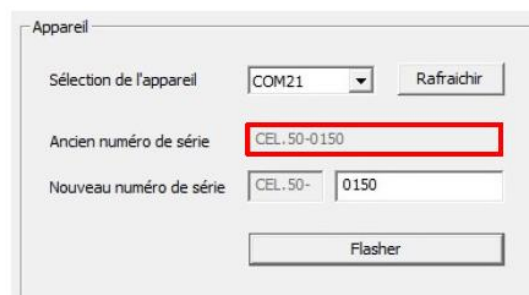 Appareil
Sélection de l'appareil COM21 Rafraichir
Ancien numéro de série CEL.50-0150
Nouveau numéro de série CEL.50- 0150
Flasher